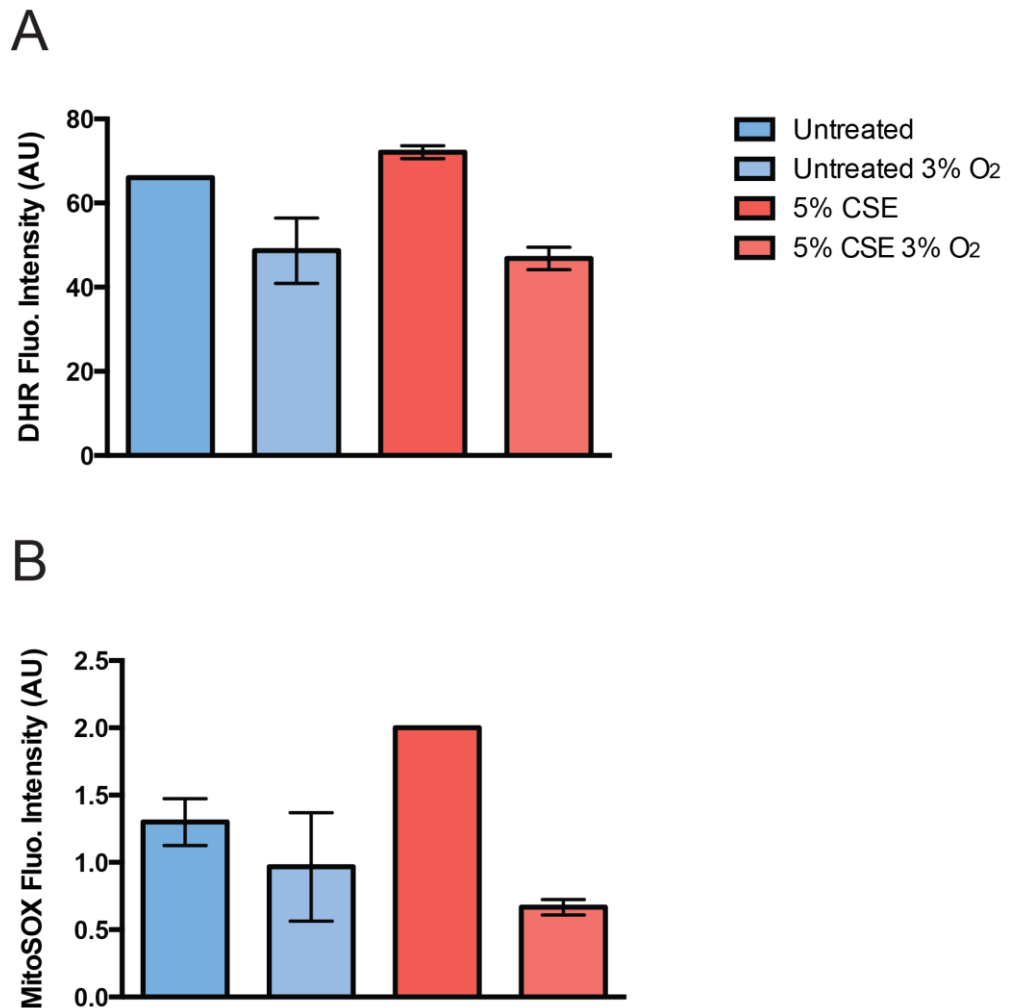 A
DHR Fluo. Intensity (AU)
80
60
40
20
0
Untreated
Untreated 3% O₂
5% CSE
5% CSE 3% O₂
B
MitoSOX Fluo. Intensity (AU)
2.5
2.0
1.5
1.0
0.5
0.0